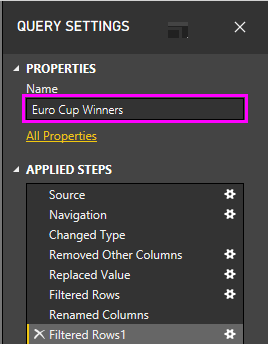 QUERY SETTINGS
PROPERTIES
Name
Euro Cup Winners
All Properties
APPLIED STEPS
Source
Navigation
Changed Type
Removed Other Columns
Replaced Value
Filtered Rows
Renamed Columns
Filtered Rows1